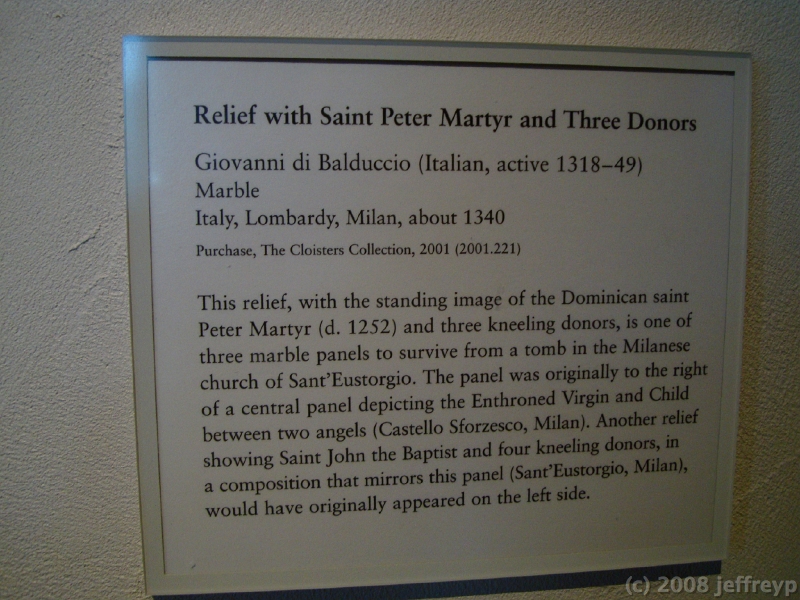 Relief with Saint Peter Martyr and Three Donors
Giovanni di Balduccio (Italian, active 1318–49)
Marble
Italy, Lombardy, Milan, about 1340
Purchase, The Cloisters Collection, 2001 (2001.221)
This relief, with the standing image of the Dominican saint
Peter Martyr (d. 1252) and three kneeling donors, is one of
three marble panels to survive from a tomb in the Milanese
church of Sant'Eustorgio. The panel was originally to the right
of a central panel depicting the Enthroned Virgin and Child
between two angels (Castello Sforzesco, Milan). Another relief
showing Saint John the Baptist and four kneeling donors, in
a composition that mirrors this panel (Sant'Eustorgio, Milan),
would have originally appeared on the left side.
(c) 2008 jeffreyp